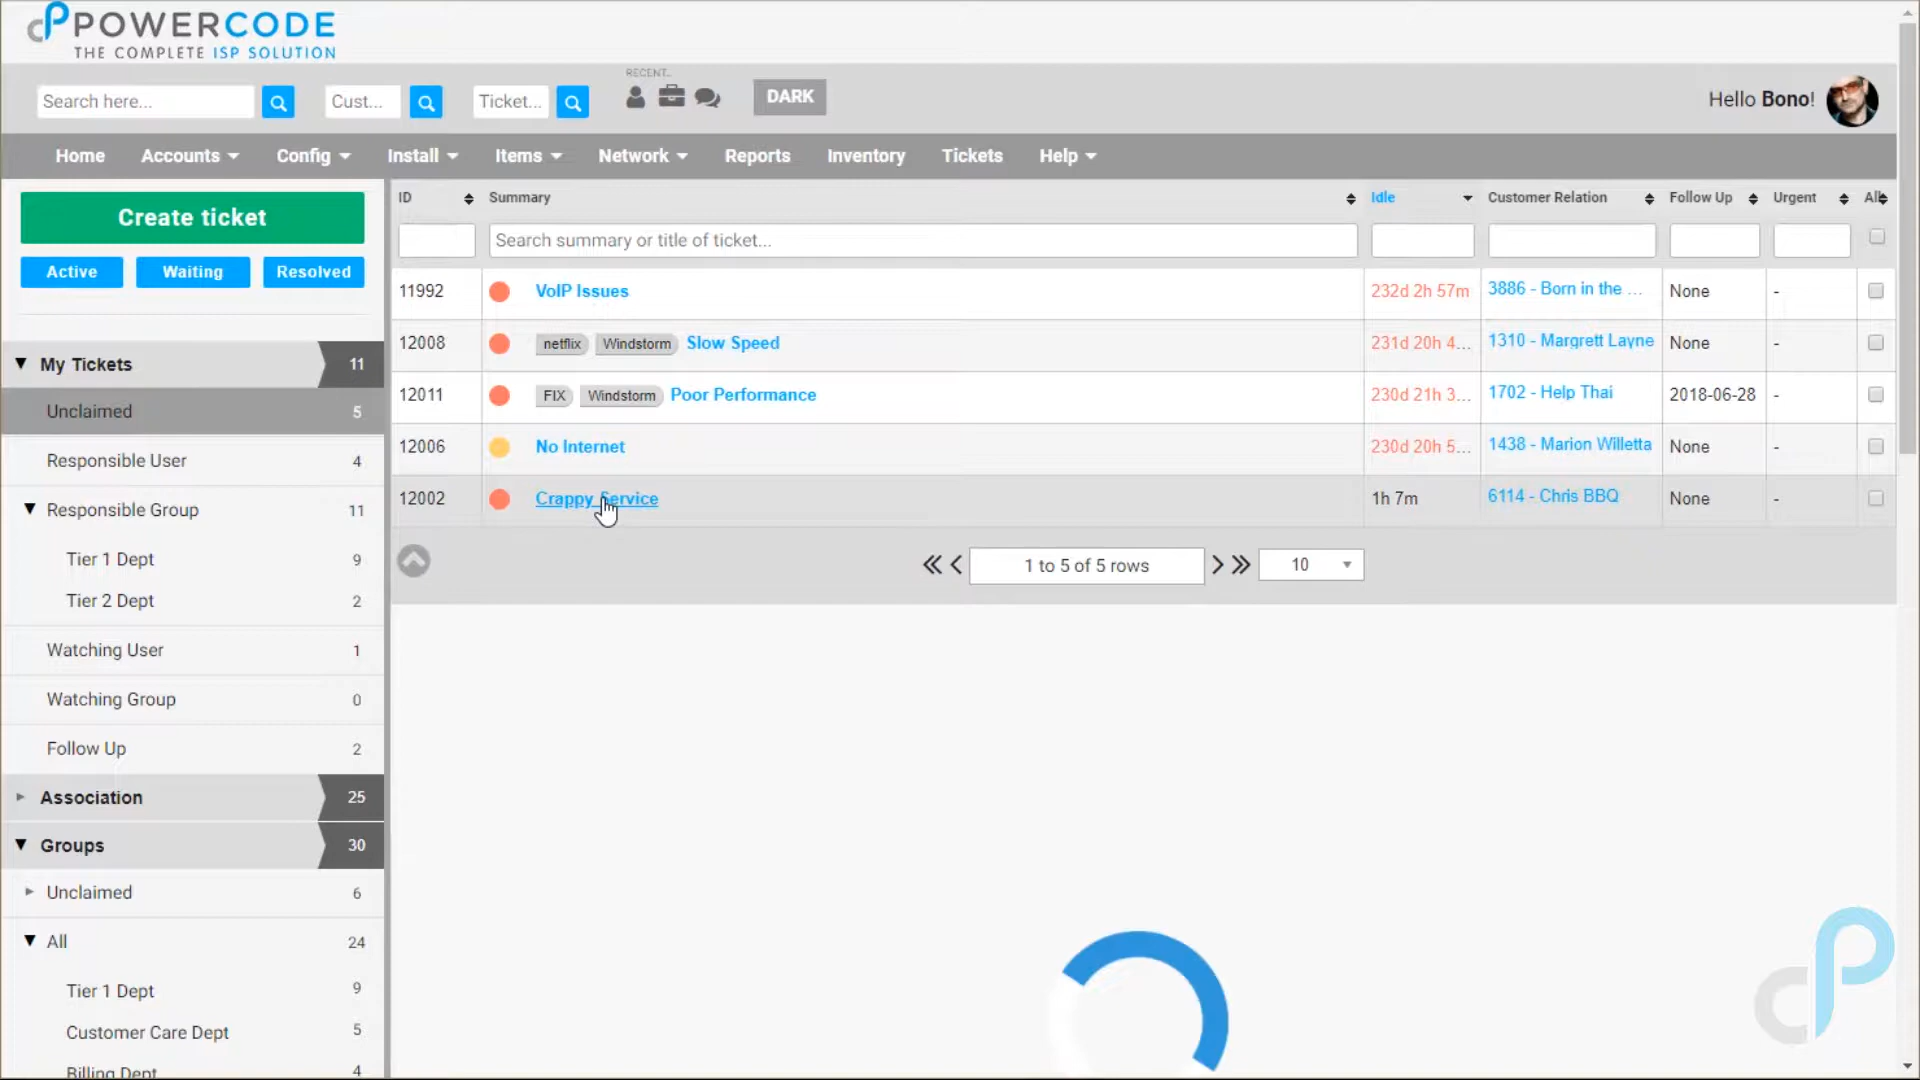 POWERCODE
THE COMPLETE ISP SOLUTION
Search here...
Cust...
Ticket...
RECENT...
DARK
Hello Bono!
Home Accounts Config Install Items Network Reports Inventory Tickets Help
Create ticket
Active Waiting Resolved
My Tickets 11
Unclaimed 5
Responsible User 4
Responsible Group 11
Tier 1 Dept 9
Tier 2 Dept 2
Watching User 1
Watching Group 0
Follow Up 2
Association 25
Groups 30
Unclaimed 6
All 24
Tier 1 Dept 9
Customer Care Dept 5
Billing Dept 4
ID Summary Idle Customer Relation Follow Up Urgent All
Search summary or title of ticket...
11992 VoIP Issues 232d 2h 57m 3886 - Born in the ... None -
12008 netflix Windstorm Slow Speed 231d 20h 4... 1310 - Margrett Layne None -
12011 FIX Windstorm Poor Performance 230d 21h 3... 1702 - Help Thai 2018-06-28 -
12006 No Internet 230d 20h 5... 1438 - Marion Willetta None -
12002 Crappy Service 1h 7m 6114 - Chris BBQ None -
1 to 5 of 5 rows
10